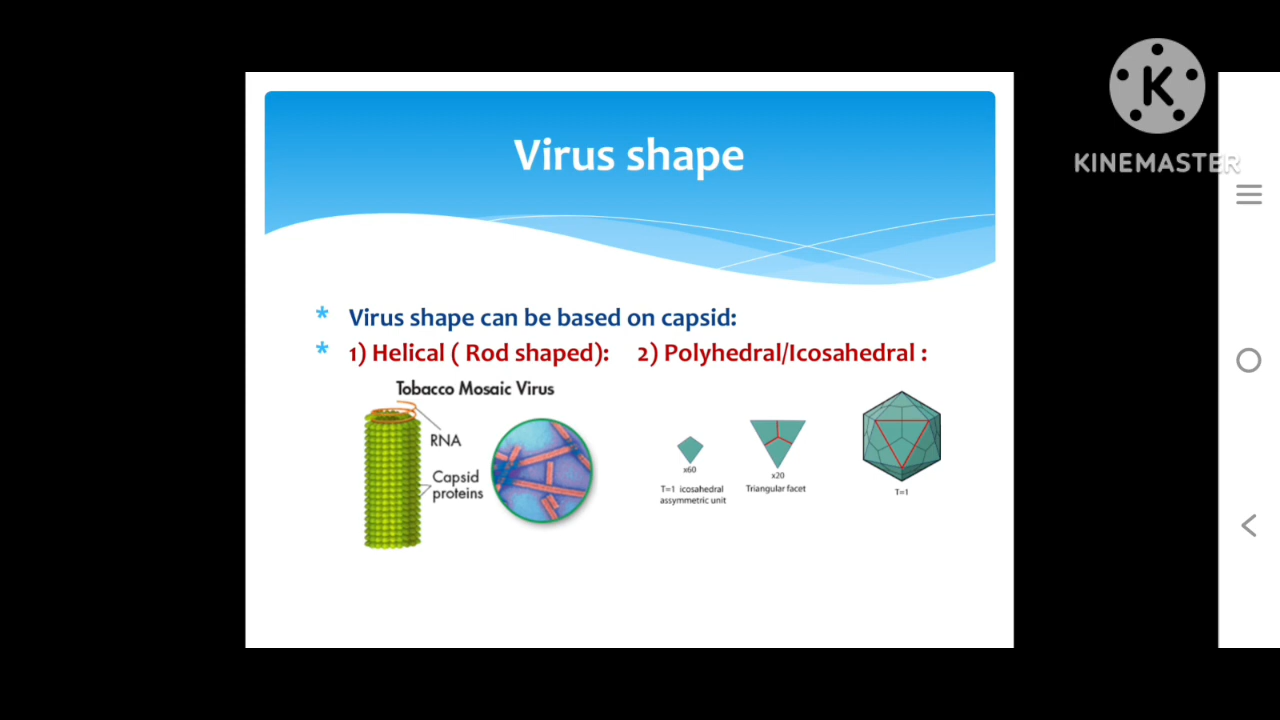 Virus shape
K
KINEMASTER
* Virus shape can be based on capsid:
* 1) Helical ( Rod shaped): 2) Polyhedral/Icosahedral :
Tobacco Mosaic Virus
RNA
Capsid
proteins
x60
T=1 icosahedral
assymmetric unit
x20
Triangular facet
T=1